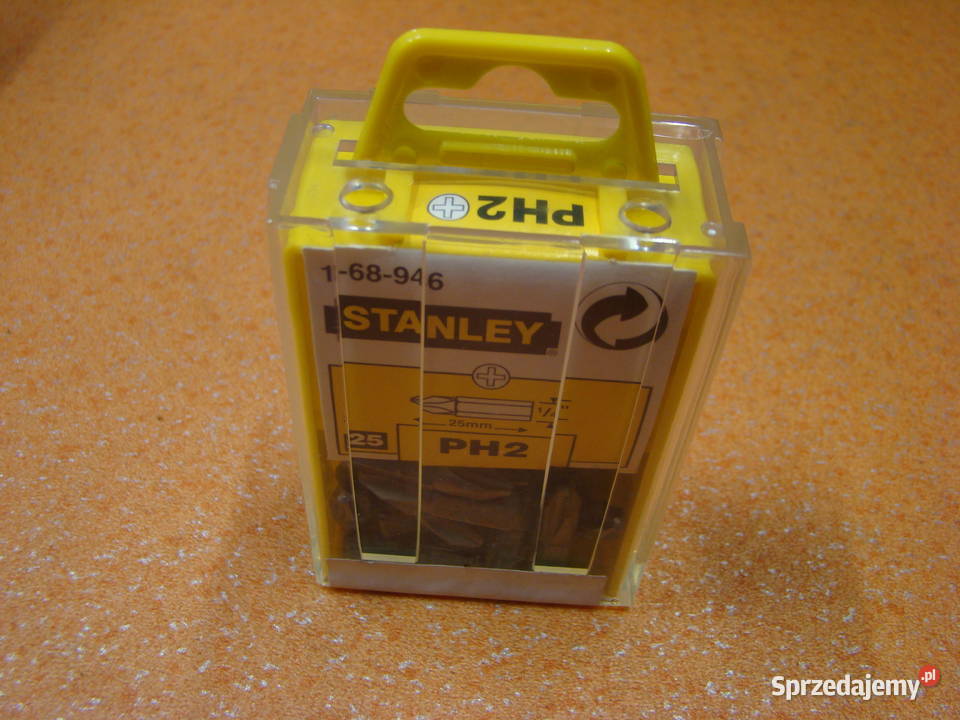 PH2
1-68-946
STANLEY
25mm
1/4"
25
PH2
Sprzedajemy.pl